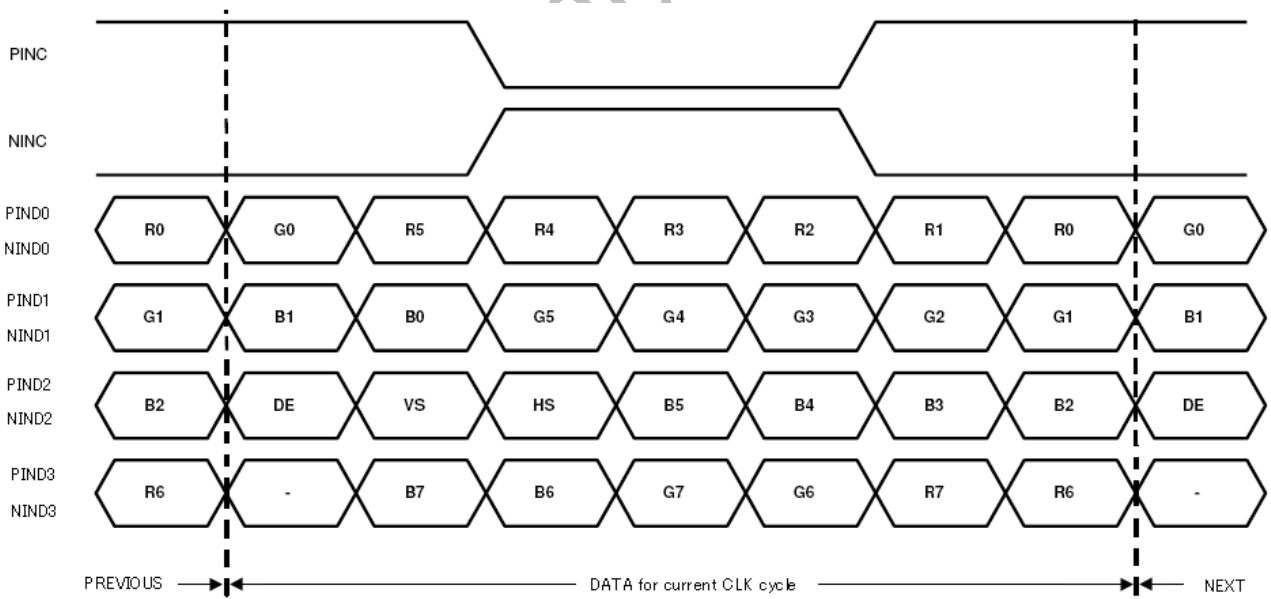 PINC
NINC
PIND0
NIND0
R0 G0 R5 R4 R3 R2 R1 R0 G0
PIND1
NIND1
G1 B1 B0 G5 G4 G3 G2 G1 B1
PIND2
NIND2
B2 DE VS HS B5 B4 B3 B2 DE
PIND3
NIND3
R6 - B7 B6 G7 G6 R7 R6 -
PREVIOUS DATA for current CLK cycle NEXT